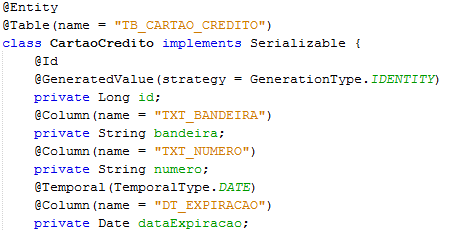 @Entity
@Table(name = "TB_CARTAO_CREDITO")
class CartaoCredito implements Serializable {
@Id
@GeneratedValue(strategy = GenerationType.IDENTITY)
private Long id;
@Column(name = "TXT_BANDEIRA")
private String bandeira;
@Column(name = "TXT_NUMERO")
private String numero;
@Temporal(TemporalType.DATE)
@Column(name = "DT_EXPIRACAO")
private Date dataExpiracao;